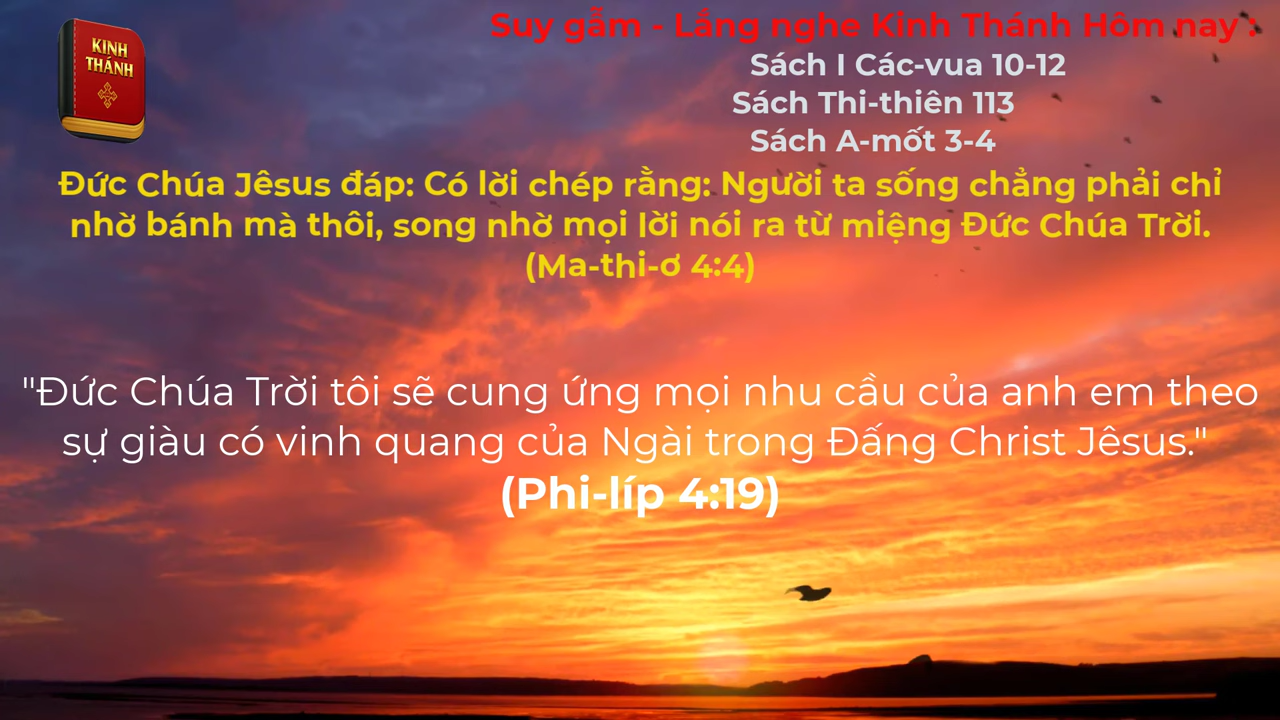 KINH
THÁNH
Suy gẫm - Lắng nghe Kinh Thánh Hôm nay :
Sách I Các-vua 10-12
Sách Thi-thiên 113
Sách A-mốt 3-4
Đức Chúa Jêsus đáp: Có lời chép rằng: Người ta sống chẳng phải chỉ
nhờ bánh mà thôi, song nhờ mọi lời nói ra từ miệng Đức Chúa Trời.
(Ma-thi-ơ 4:4)
"Đức Chúa Trời tôi sẽ cung ứng mọi nhu cầu của anh em theo
sự giàu có vinh quang của Ngài trong Đấng Christ Jêsus."
(Phi-líp 4:19)